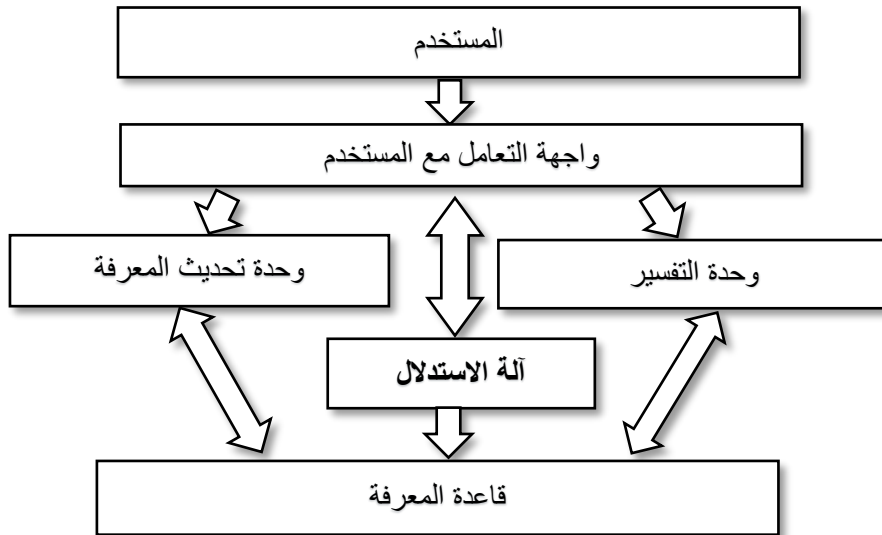 المستخدم
واجهة التعامل مع المستخدم
وحدة التفسير
وحدة تحديث المعرفة
آلة الاستدلال
قاعدة المعرفة